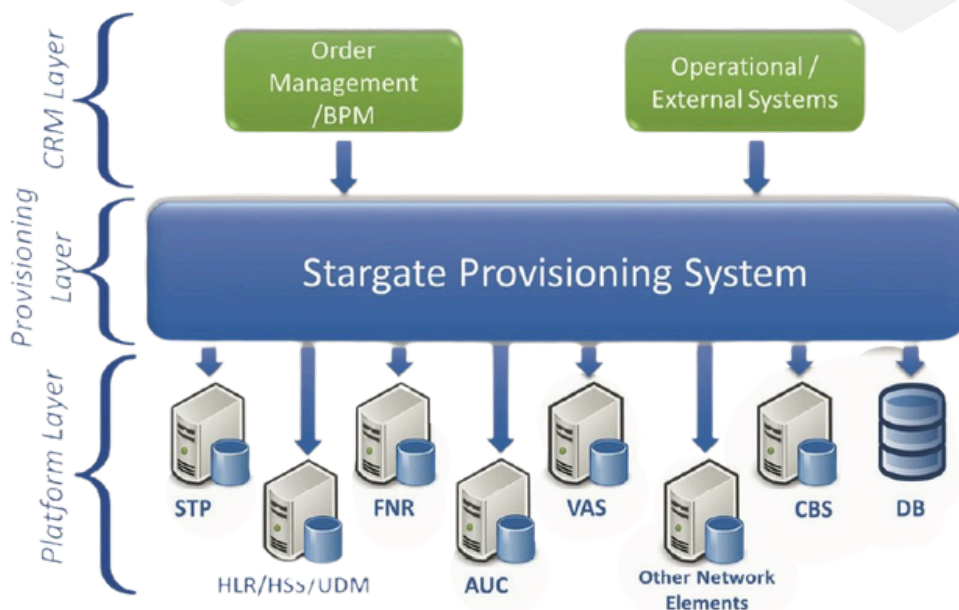 CRM Layer
Order
Management
/BPM
Operational /
External Systems
Provisioning
Layer
Stargate Provisioning System
Platform Layer
STP
FNR
VAS
CBS
DB
HLR/HSS/UDM
AUC
Other Network
Elements